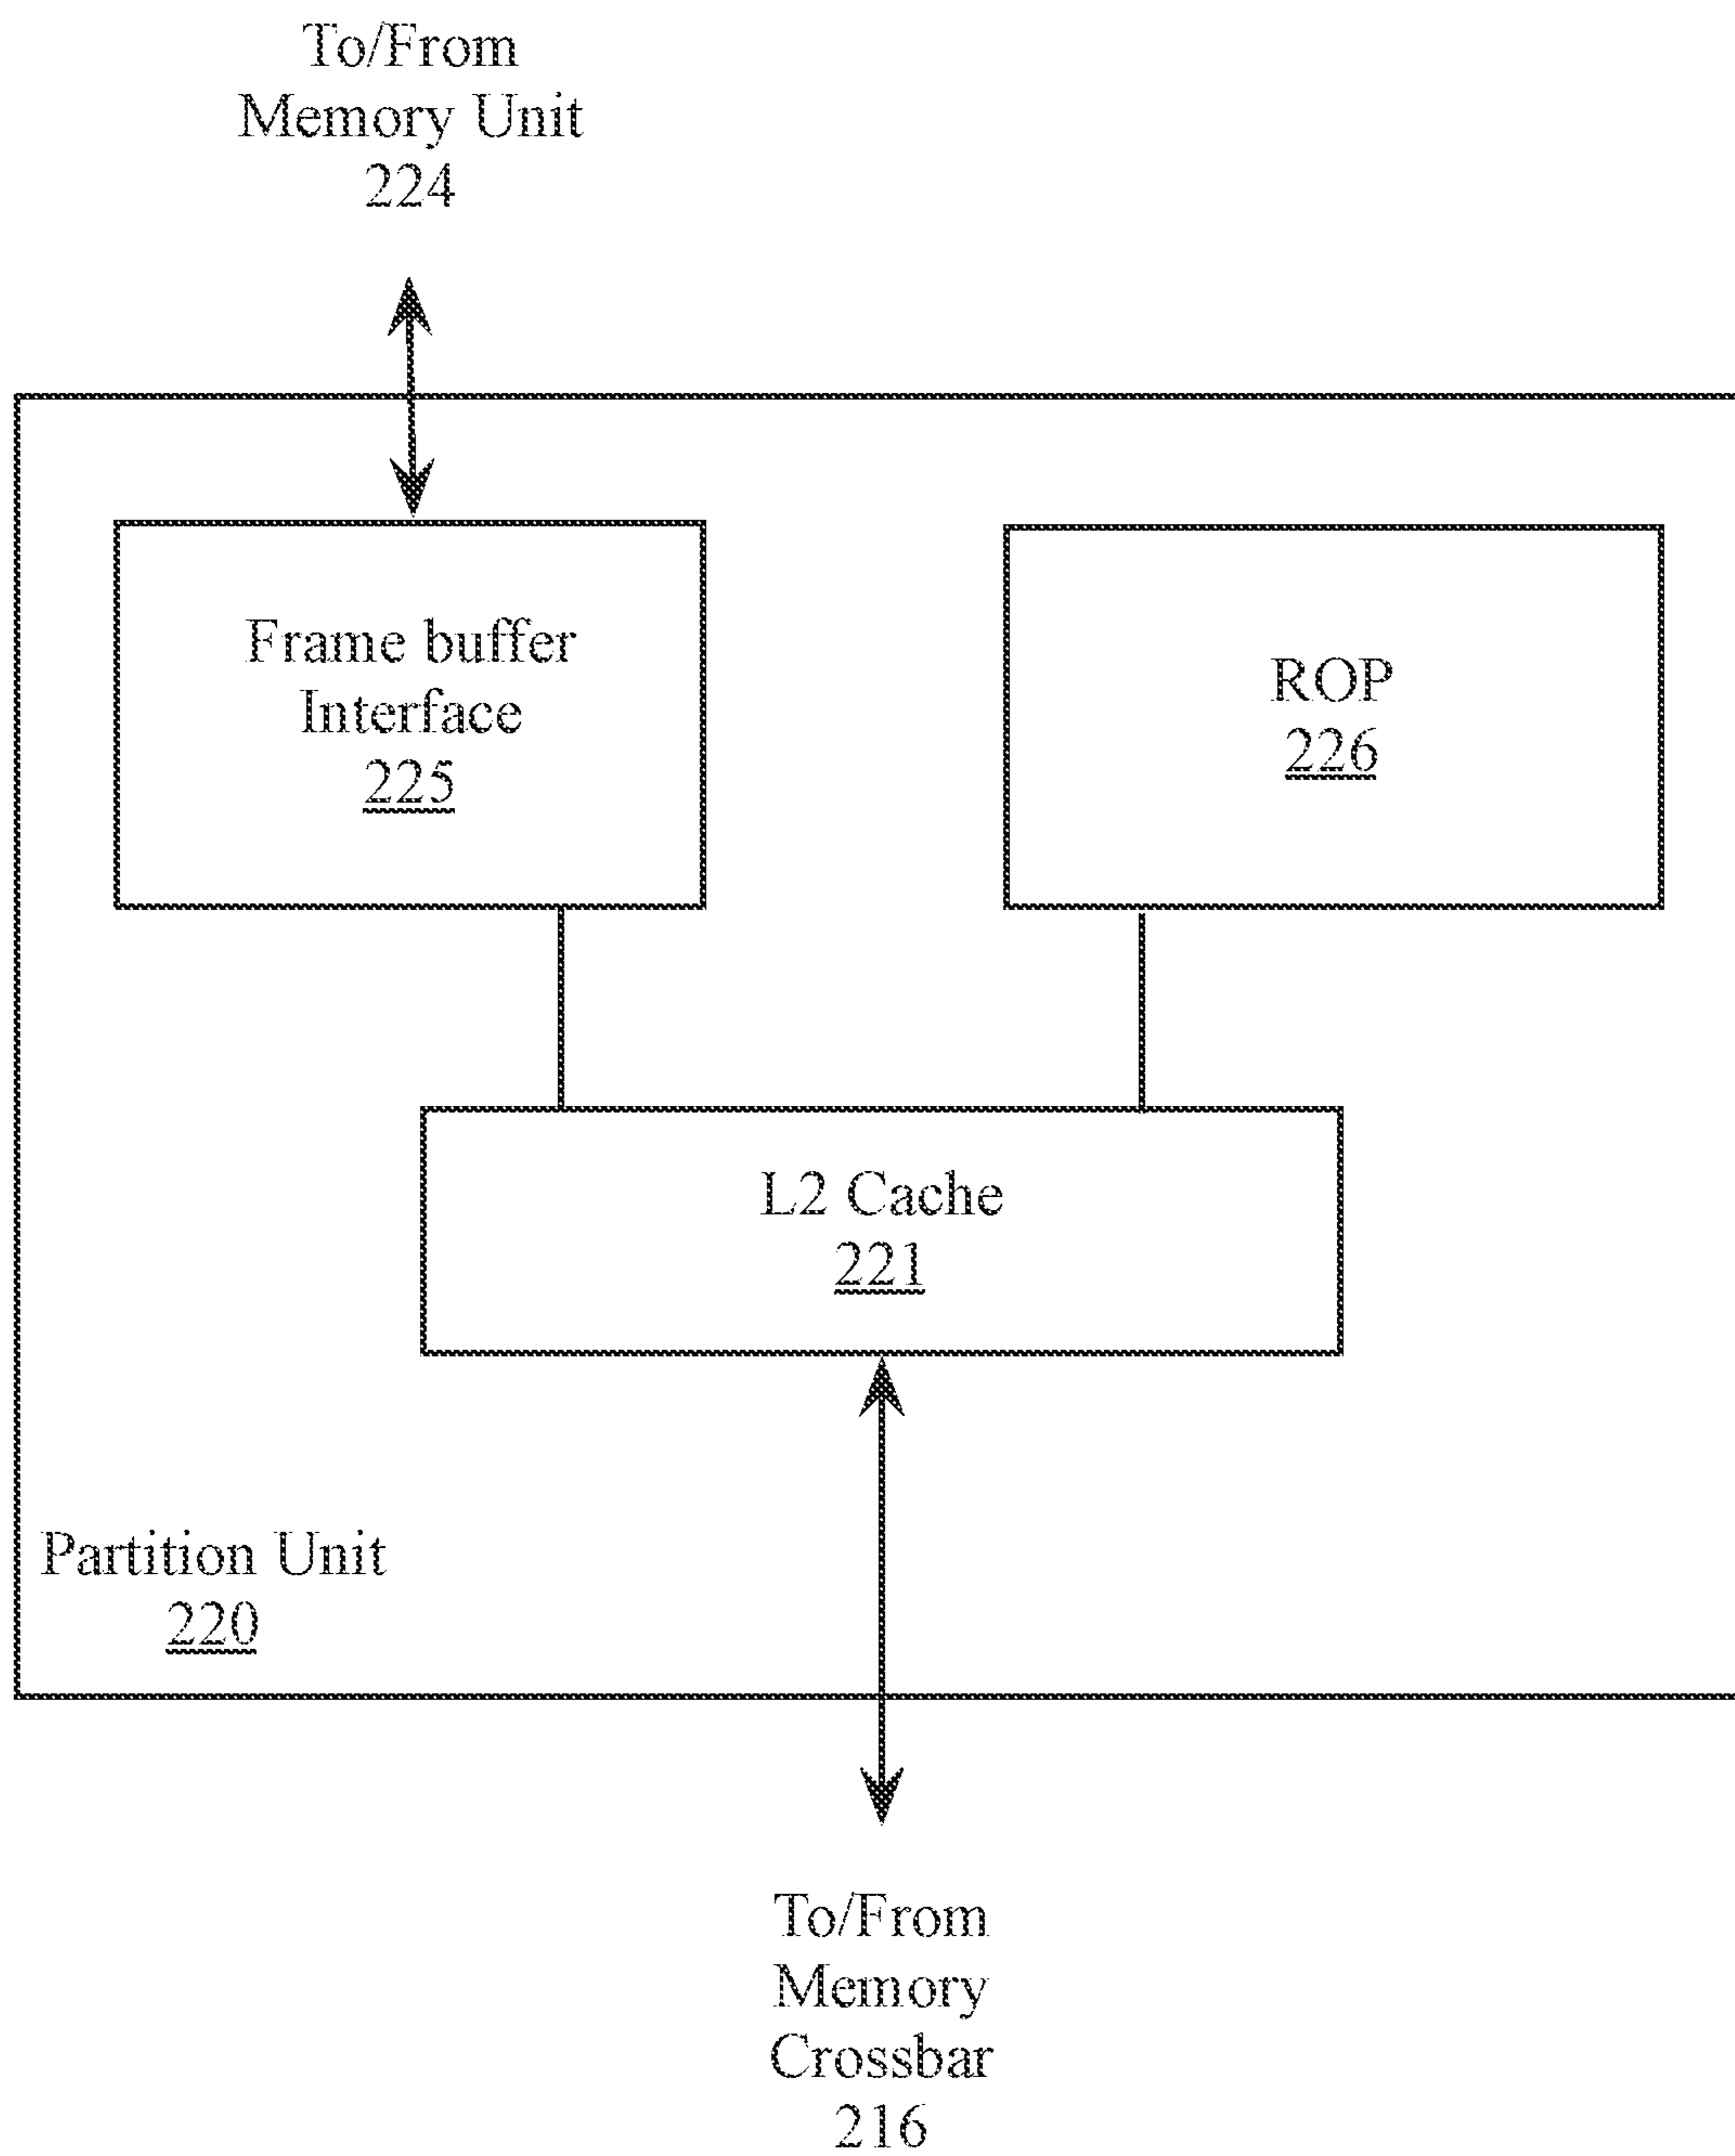 To/From
Memory Unit
224
Frame buffer
Interface
225
ROP
226
L2 Cache
221
Partition Unit
220
To/From
Memory
Crossbar
216